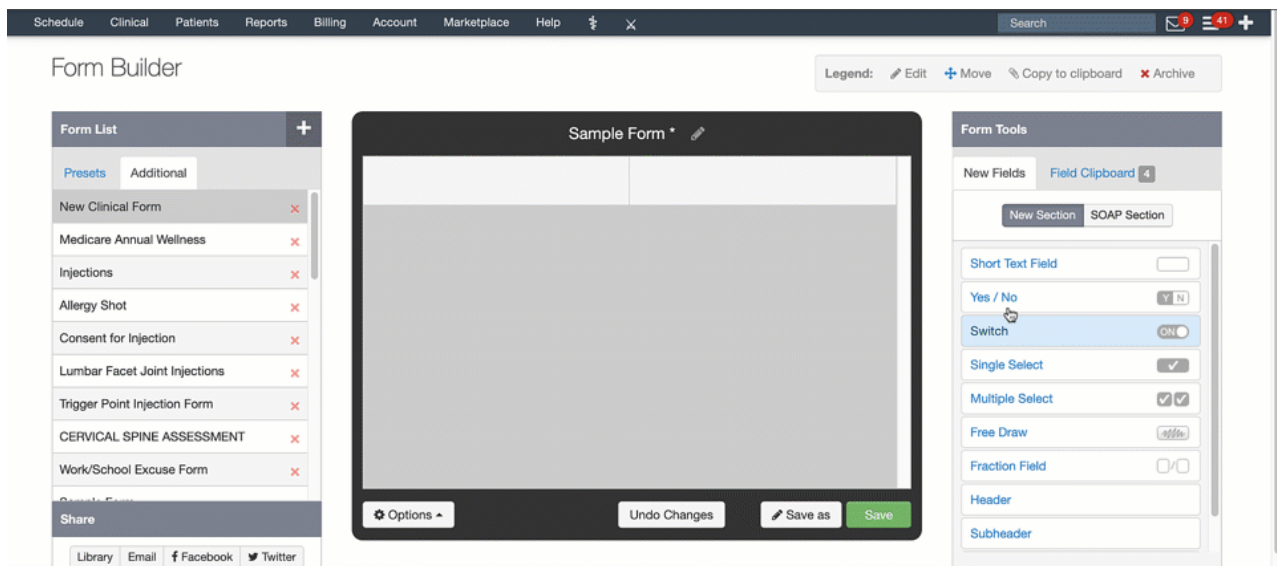 Schedule Clinical Patients Reports Billing Account Marketplace Help Search 9 41
Form Builder
Legend: Edit Move Copy to clipboard Archive
Form List
Presets Additional
New Clinical Form
Medicare Annual Wellness
Injections
Allergy Shot
Consent for Injection
Lumbar Facet Joint Injections
Trigger Point Injection Form
CERVICAL SPINE ASSESSMENT
Work/School Excuse Form
Sample Form
Share
Library Email Facebook Twitter
Sample Form *
Options Undo Changes Save as Save
Form Tools
New Fields Field Clipboard 4
New Section SOAP Section
Short Text Field
Yes / No Y N
Switch ON
Single Select
Multiple Select
Free Draw
Fraction Field /
Header
Subheader